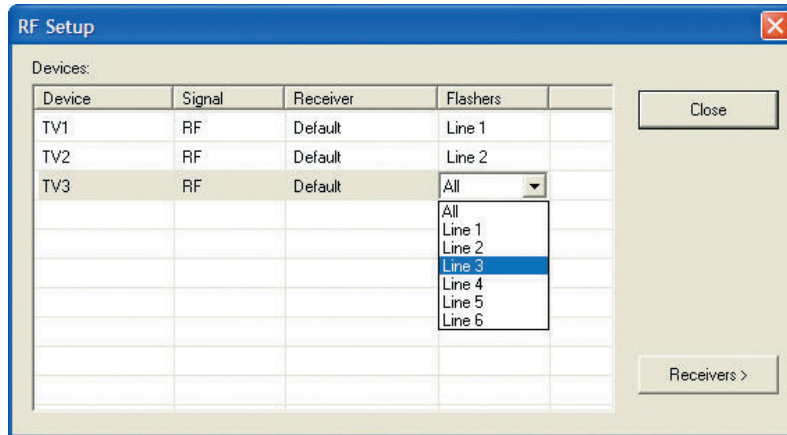 RF Setup
Devices:
Device Signal Receiver Flashers
Close
TV1 RF Default Line 1
TV2 RF Default Line 2
TV3 RF Default All
All
Line 1
Line 2
Line 3
Line 4
Line 5
Line 6
Receivers >